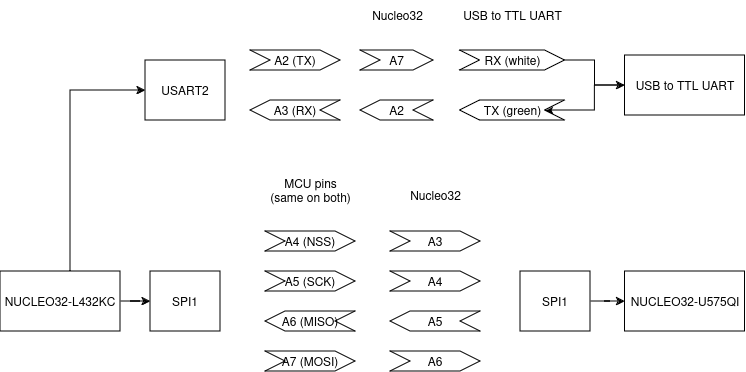 Nucleo32
USB to TTL UART
USART2
A2 (TX)
A7
RX (white)
USB to TTL UART
A3 (RX)
A2
TX (green)
MCU pins
(same on both)
Nucleo32
A4 (NSS)
A3
NUCLEO32-L432KC
SPI1
A5 (SCK)
A4
SPI1
NUCLEO32-U575QI
A6 (MISO)
A5
A7 (MOSI)
A6